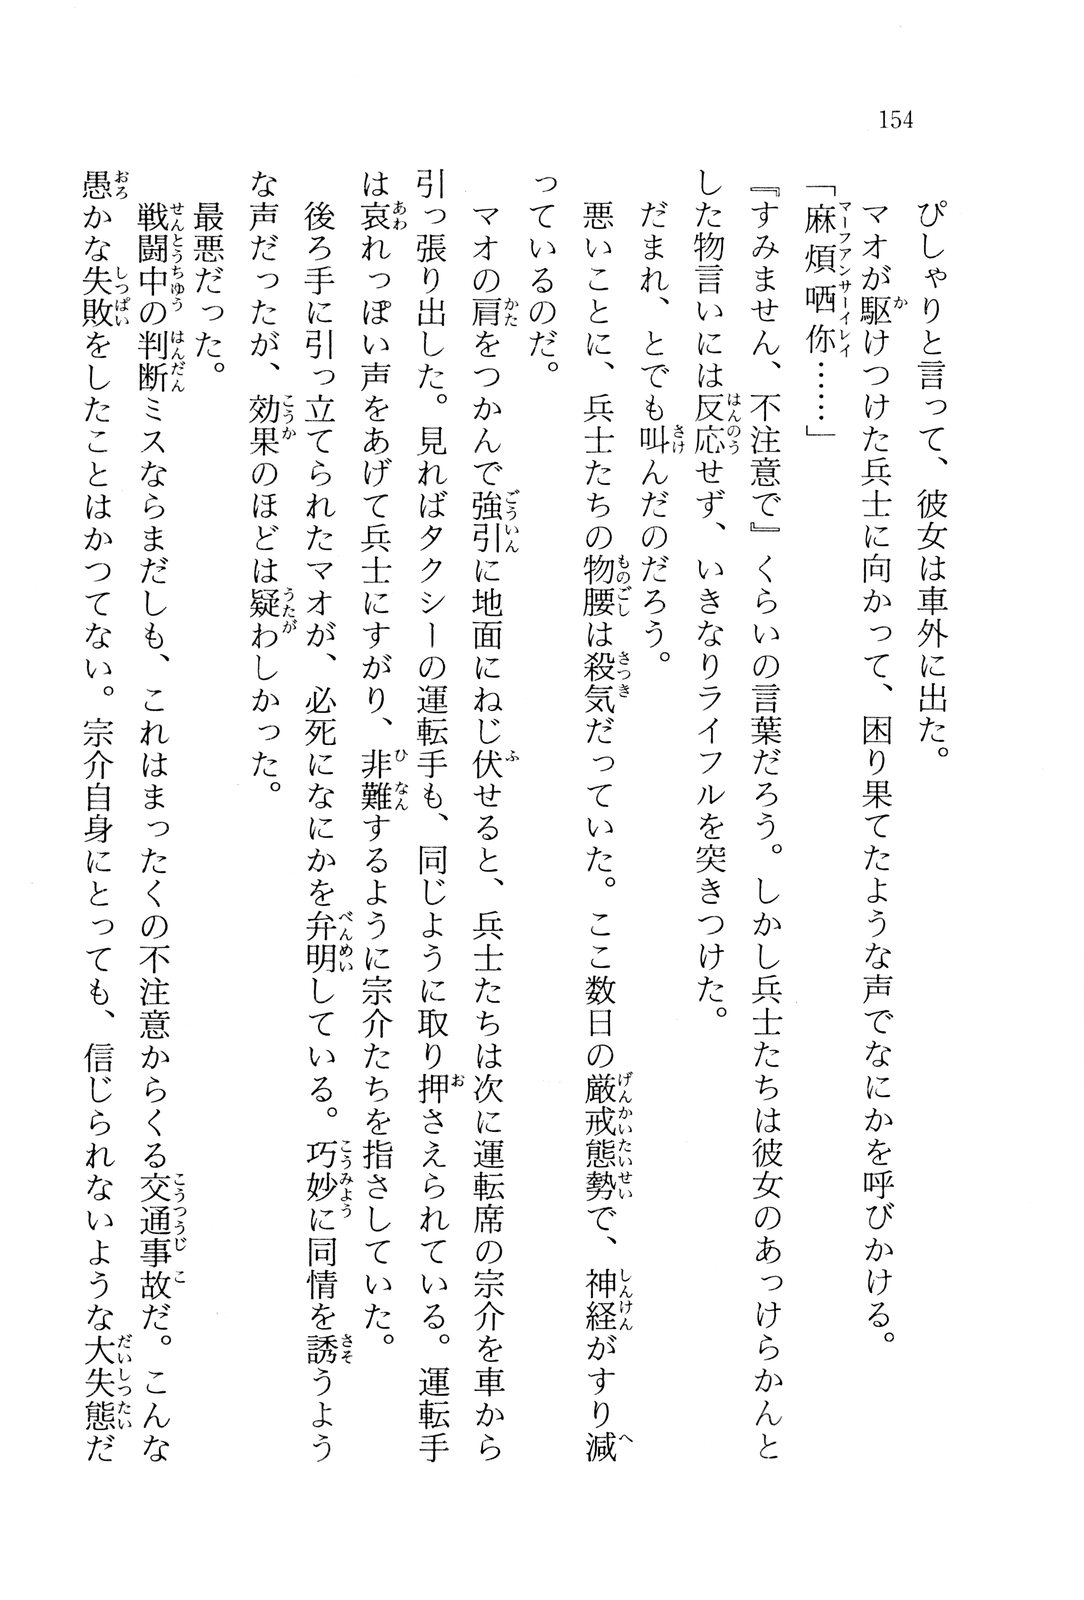 154
ぴしゃりと言って、彼女は車外に出た。
マオが駆けつけた兵士に向かって、困り果てたような声でなにかを呼びかける。
「麻煩哂你……」
『すみません、不注意で』くらいの言葉だろう。しかし兵士たちは彼女のあっけらかんと
した物言いには反応せず、いきなりライフルを突きつけた。
だまれ、とでも叫んだのだろう。
悪いことに、兵士たちの物腰は殺気だっていた。ここ数日の厳戒態勢で、神経がすり減
っているのだ。
マオの肩をつかんで強引に地面にねじ伏せると、兵士たちは次に運転席の宗介を車から
引っ張り出した。見ればタクシーの運転手も、同じように取り押さえられている。運転手
は哀れっぽい声をあげて兵士にすがり、非難するように宗介たちを指さしていた。
後ろ手に引っ立てられたマオが、必死になにかを弁明している。巧妙に同情を誘うよう
な声だったが、効果のほどは疑わしかった。
最悪だった。
戦闘中の判断ミスならまだしも、これはまったくの不注意からくる交通事故だ。こんな
愚かな失敗をしたことはかつてない。宗介自身にとっても、信じられないような大失態だ